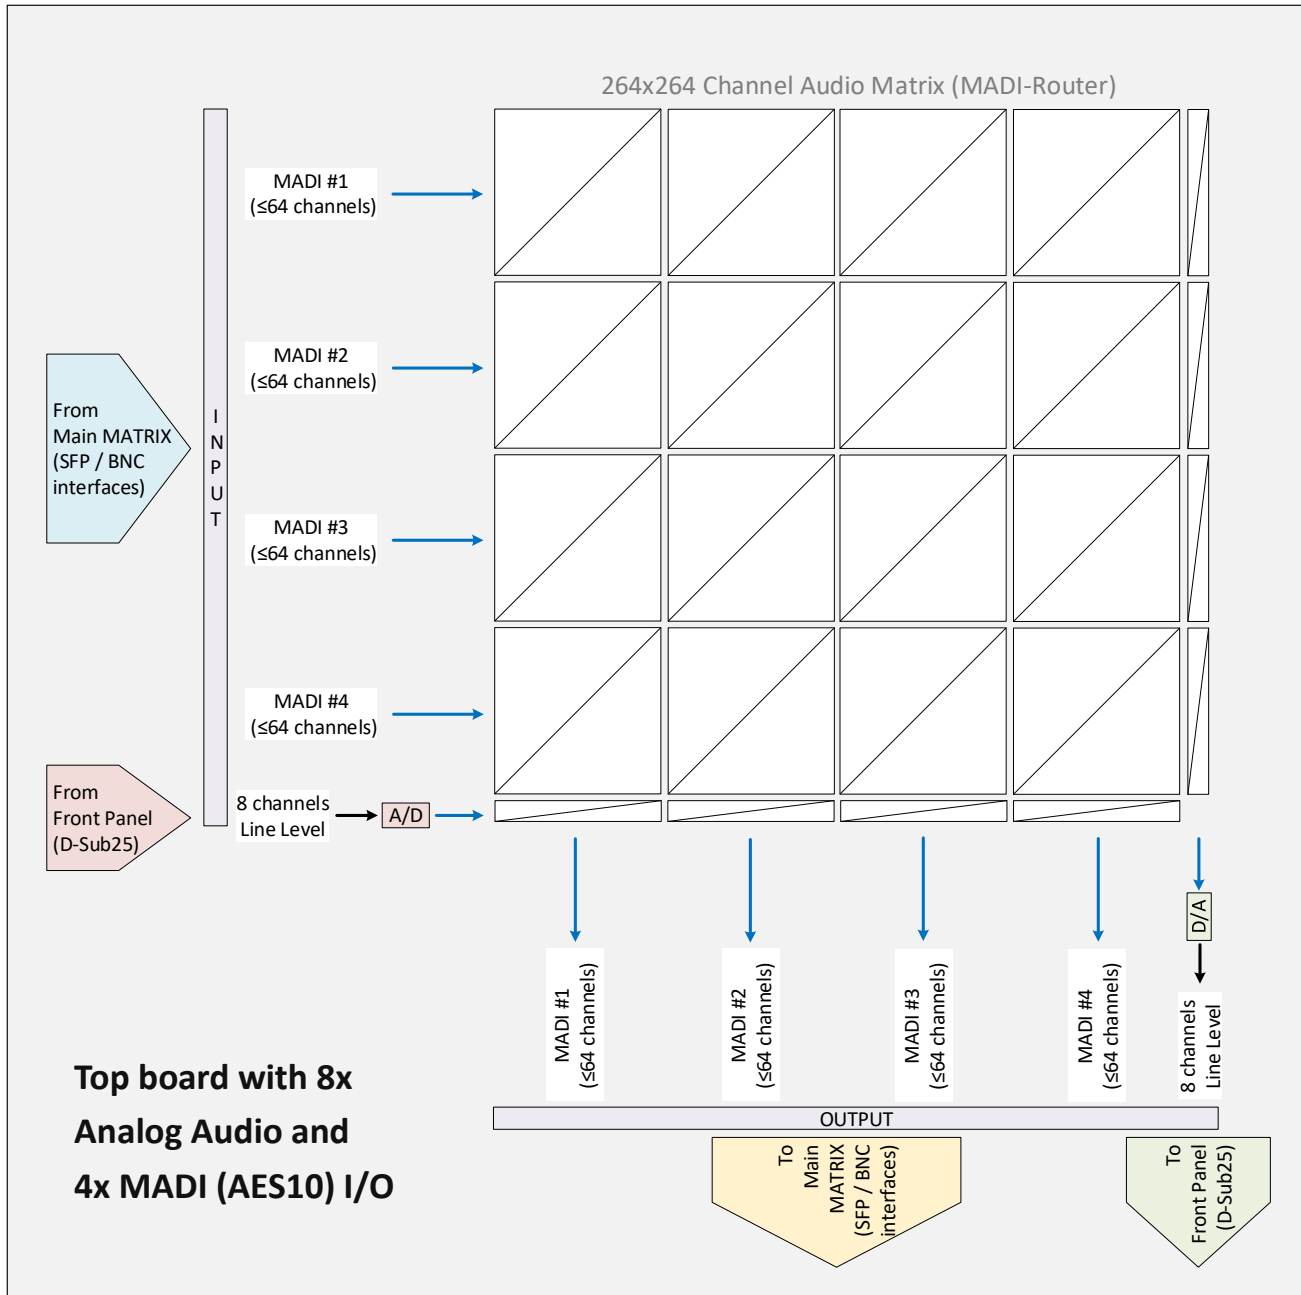 264x264 Channel Audio Matrix (MADI-Router)
MADI #1
(≤64 channels)
MADI #2
(≤64 channels)
From
Main MATRIX
(SFP / BNC
interfaces)
I
N
P
U
T
MADI #3
(≤64 channels)
MADI #4
(≤64 channels)
From
Front Panel
(D-Sub25)
8 channels
Line Level
A/D
D/A
MADI #1
(≤64 channels)
MADI #2
(≤64 channels)
MADI #3
(≤64 channels)
MADI #4
(≤64 channels)
8 channels
Line Level
Top board with 8x
Analog Audio and
4x MADI (AES10) I/O
OUTPUT
To
Main
MATRIX
(SFP / BNC
interfaces)
To
Front Panel
(D-Sub25)